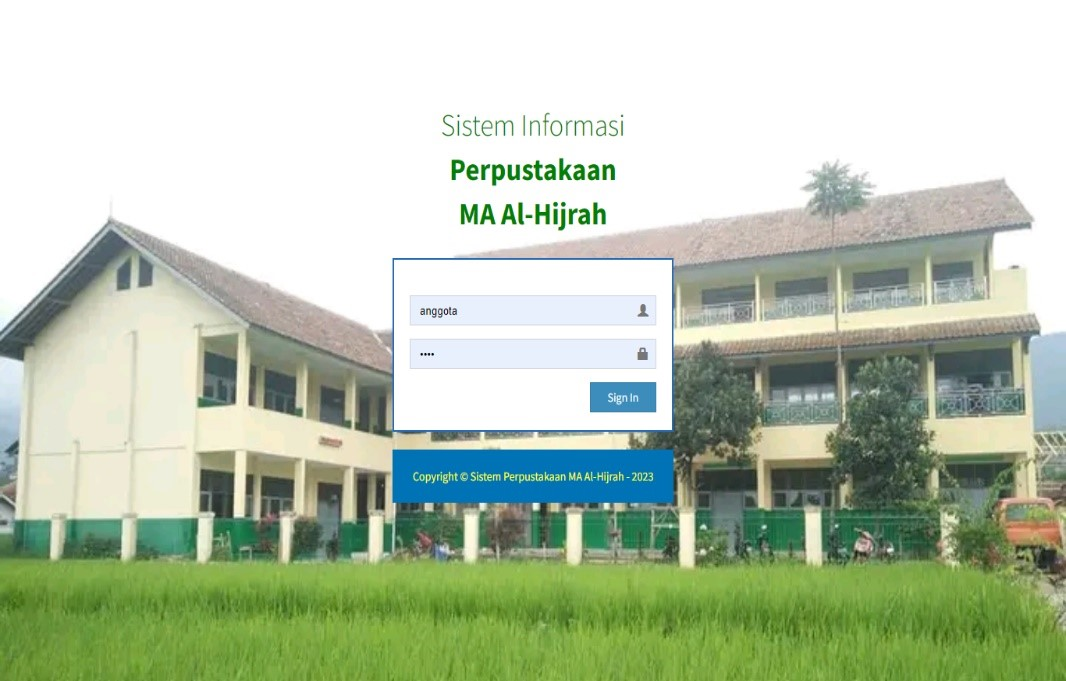 Sistem Informasi
Perpustakaan
MA Al-Hijrah
anggota
••••
Sign In
Copyright © Sistem Perpustakaan MA Al-Hijrah - 2023